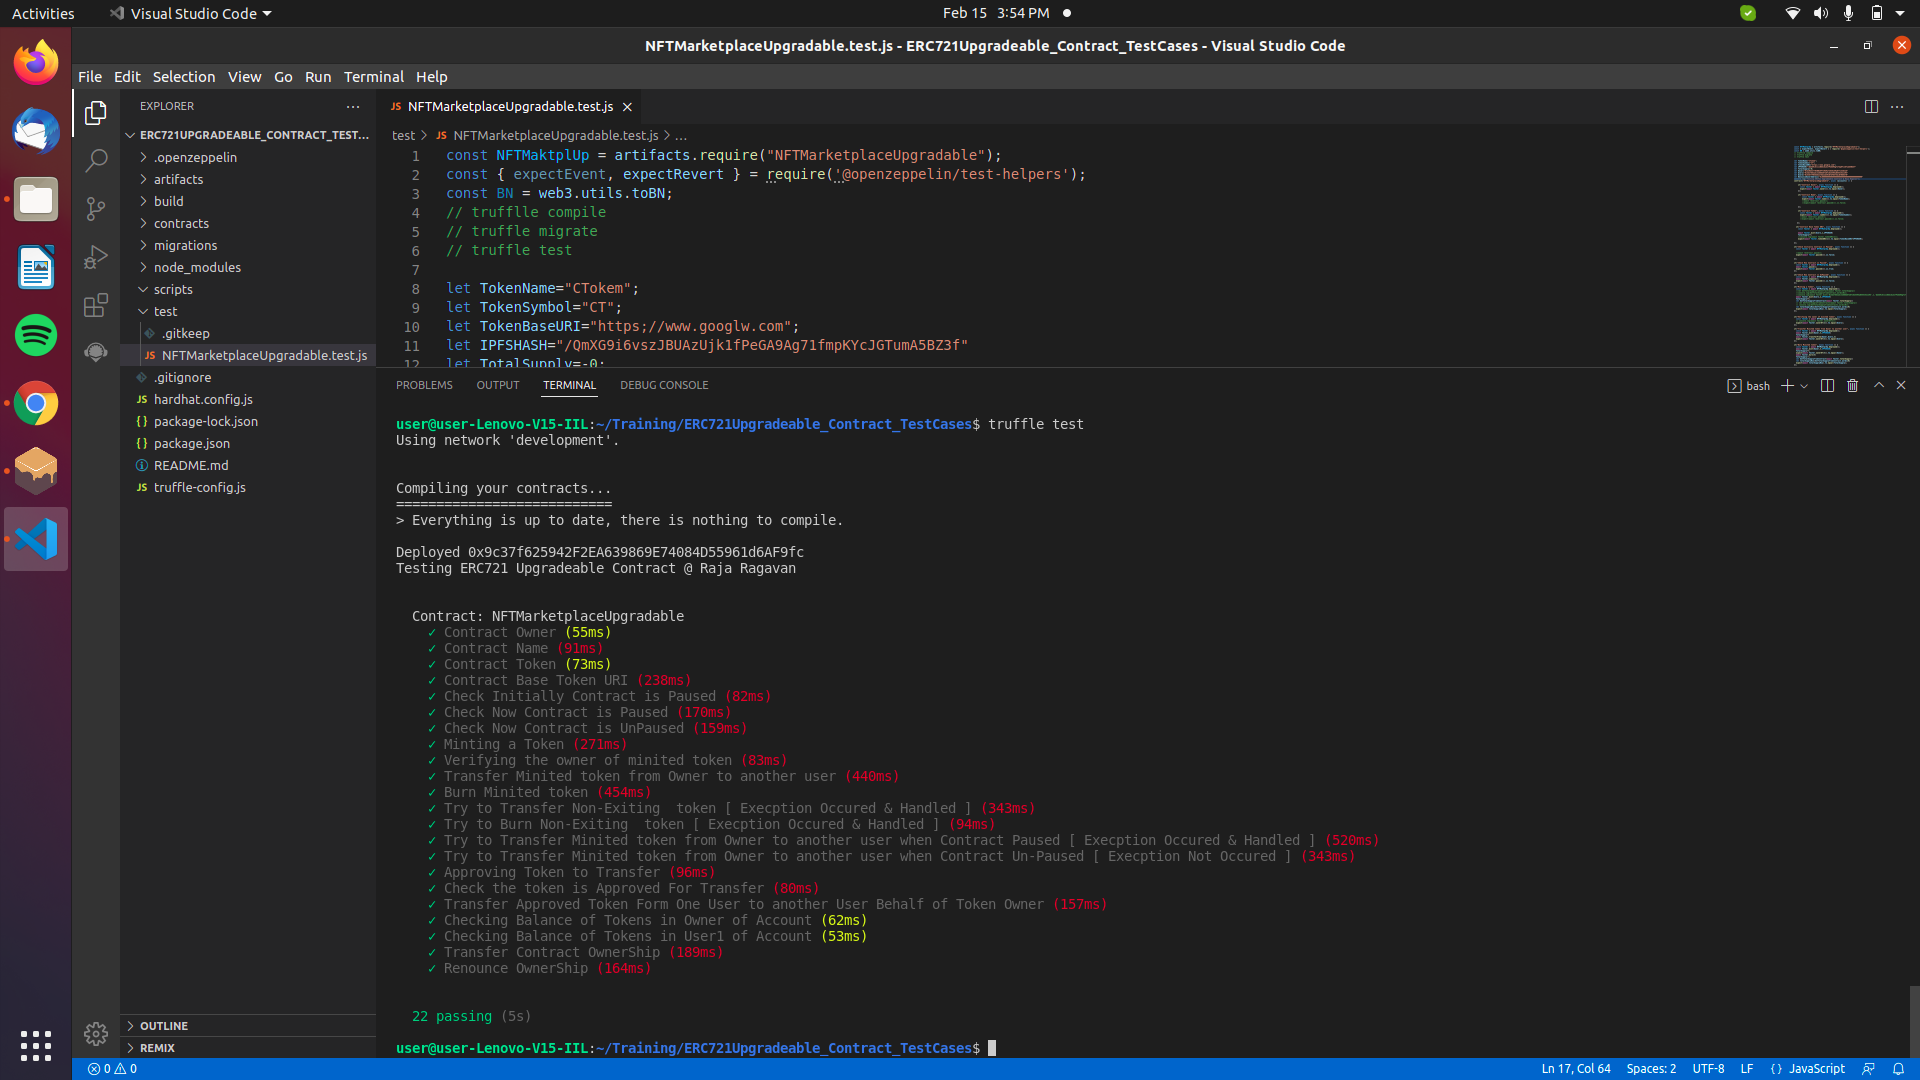 Activities
Visual Studio Code
Feb 15 3:54 PM
NFTMarketplaceUpgradable.test.js - ERC721Upgradeable_Contract_TestCases - Visual Studio Code
File Edit Selection View Go Run Terminal Help
EXPLORER
ERC721UPGRADEABLE_CONTRACT_TEST...
.openzeppelin
artifacts
build
contracts
migrations
node_modules
scripts
test
.gitkeep
JS NFTMarketplaceUpgradable.test.js
.gitignore
JS hardhat.config.js
{} package-lock.json
{} package.json
README.md
JS truffle-config.js
OUTLINE
REMIX
JS NFTMarketplaceUpgradable.test.js
test > JS NFTMarketplaceUpgradable.test.js > ...
1 const NFTMaktplUp = artifacts.require("NFTMarketplaceUpgradable");
2 const { expectEvent, expectRevert } = require('@openzeppelin/test-helpers');
3 const BN = web3.utils.toBN;
4 // trufflle compile
5 // truffle migrate
6 // truffle test
7
8 let TokenName="CTokem";
9 let TokenSymbol="CT";
10 let TokenBaseURI="https;//www.googlw.com";
11 let IPFSHASH="/QmXG9i6vszJBUAzUjk1fPeGA9Ag71fmpKYcJGTumA5BZ3f"
12 let TotalSupply=-0;
PROBLEMS OUTPUT TERMINAL DEBUG CONSOLE
bash
user@user-Lenovo-V15-IIL:~/Training/ERC721Upgradeable_Contract_TestCases$ truffle test
Using network 'development'.
Compiling your contracts...
===========================
> Everything is up to date, there is nothing to compile.
Deployed 0x9c37f625942F2EA639869E74084D55961d6AF9fc
Testing ERC721 Upgradeable Contract @ Raja Ragavan
Contract: NFTMarketplaceUpgradable
✓ Contract Owner (55ms)
✓ Contract Name (91ms)
✓ Contract Token (73ms)
✓ Contract Base Token URI (238ms)
✓ Check Initially Contract is Paused (82ms)
✓ Check Now Contract is Paused (170ms)
✓ Check Now Contract is UnPaused (159ms)
✓ Minting a Token (271ms)
✓ Verifying the owner of minited token (83ms)
✓ Transfer Minited token from Owner to another user (440ms)
✓ Burn Minited token (454ms)
✓ Try to Transfer Non-Exiting  token [ Execption Occured & Handled ] (343ms)
✓ Try to Burn Non-Exiting  token [ Execption Occured & Handled ] (94ms)
✓ Try to Transfer Minited token from Owner to another user when Contract Paused [ Execption Occured & Handled ] (520ms)
✓ Try to Transfer Minited token from Owner to another user when Contract Un-Paused [ Execption Not Occured ] (343ms)
✓ Approving Token to Transfer (96ms)
✓ Check the token is Approved For Transfer (80ms)
✓ Transfer Approved Token Form One User to another User Behalf of Token Owner (157ms)
✓ Checking Balance of Tokens in Owner of Account (62ms)
✓ Checking Balance of Tokens in User1 of Account (53ms)
✓ Transfer Contract OwnerShip (189ms)
✓ Renounce OwnerShip (164ms)
22 passing (5s)
user@user-Lenovo-V15-IIL:~/Training/ERC721Upgradeable_Contract_TestCases$
0 0
Ln 17, Col 64 Spaces: 2 UTF-8 LF {} JavaScript